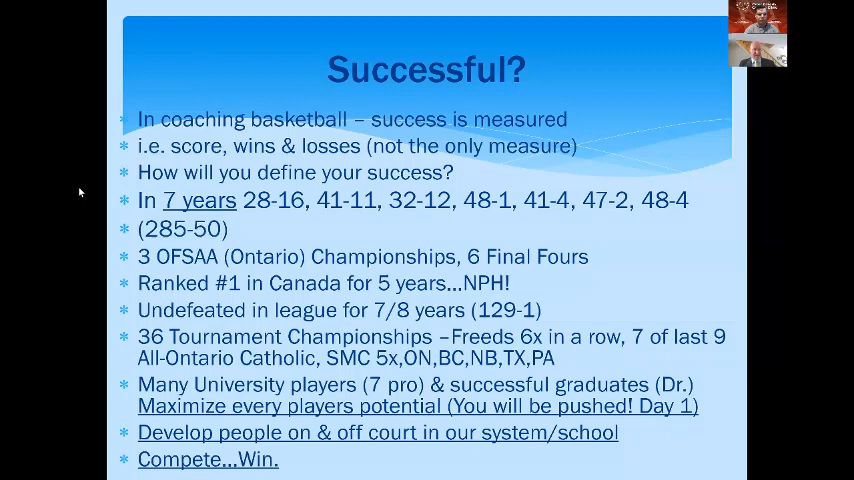 Successful?
In coaching basketball – success is measured
i.e. score, wins & losses (not the only measure)
How will you define your success?
In 7 years 28-16, 41-11, 32-12, 48-1, 41-4, 47-2, 48-4
(285-50)
3 OFSAA (Ontario) Championships, 6 Final Fours
Ranked #1 in Canada for 5 years...NPH!
Undefeated in league for 7/8 years (129-1)
36 Tournament Championships –Freeds 6x in a row, 7 of last 9
All-Ontario Catholic, SMC 5x,ON,BC,NB,TX,PA
Many University players (7 pro) & successful graduates (Dr.)
Maximize every players potential (You will be pushed! Day 1)
Develop people on & off court in our system/school
Compete...Win.